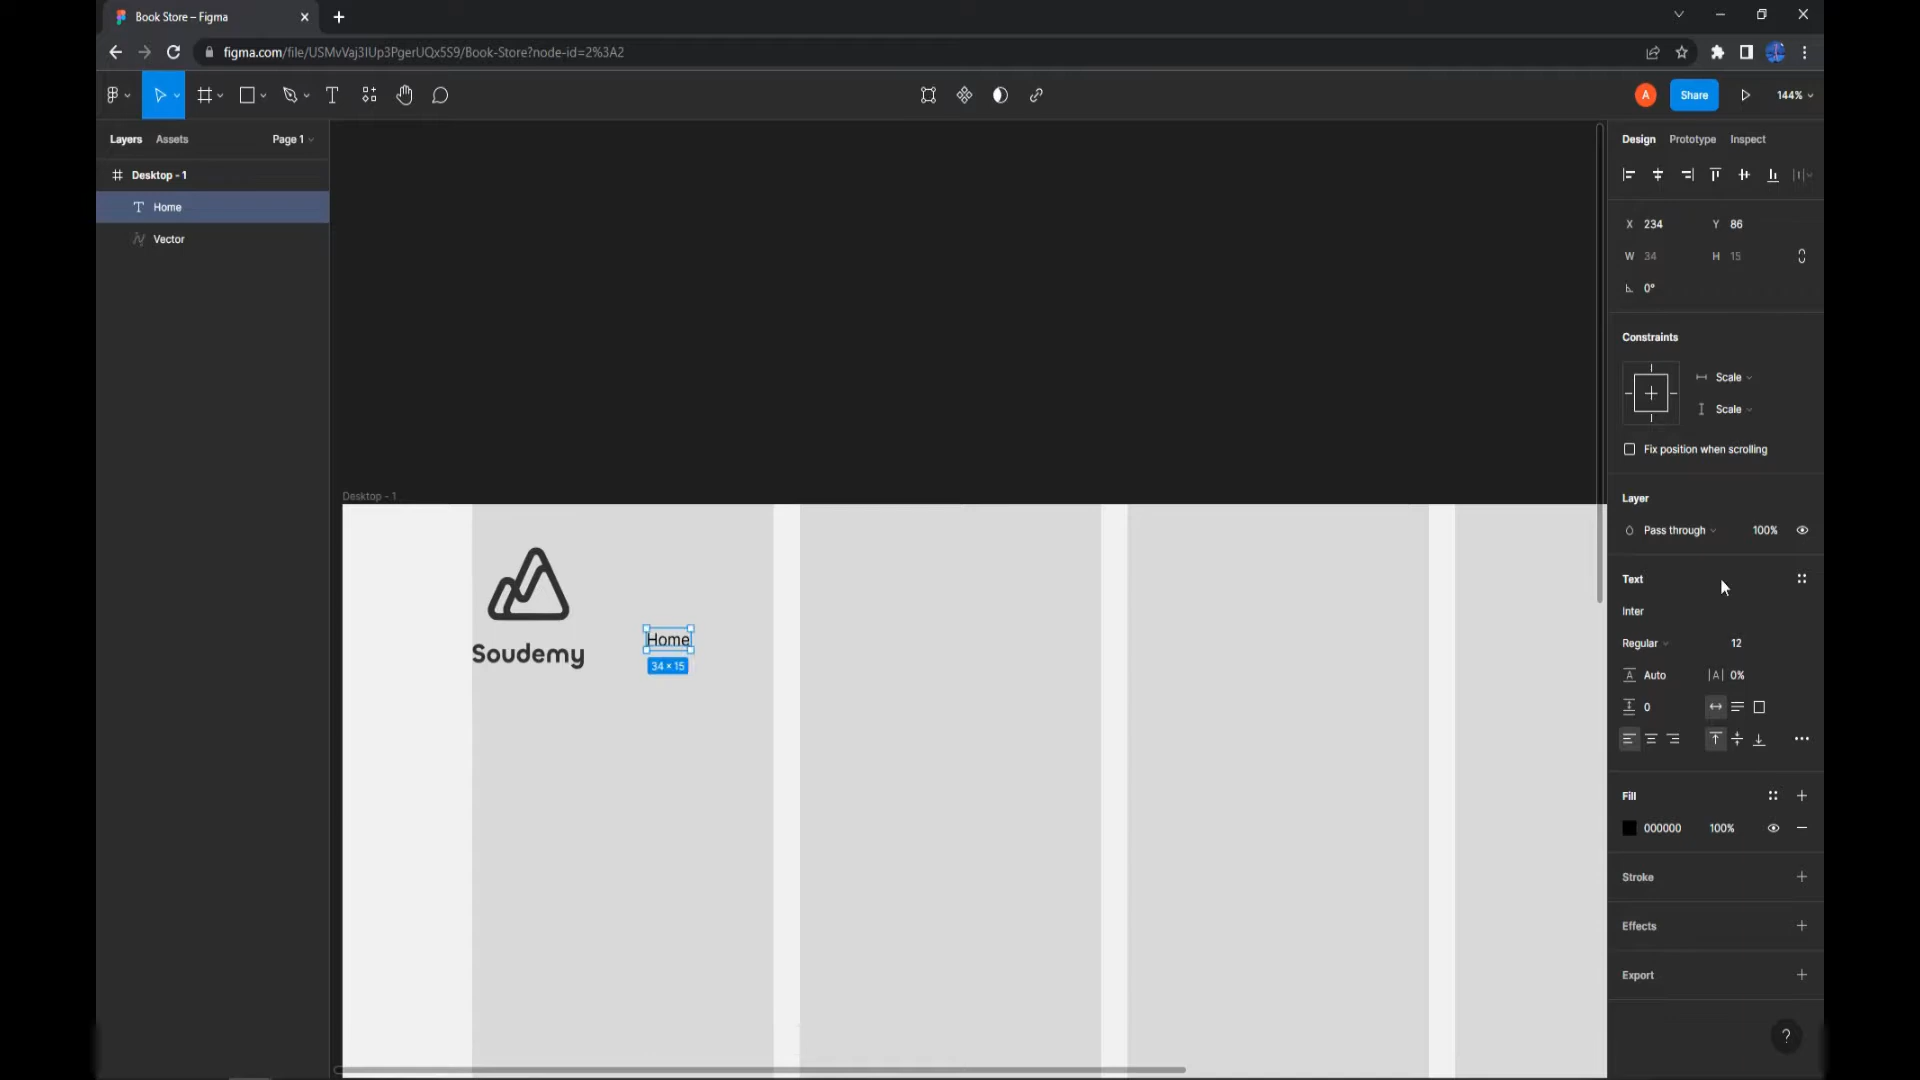 Book Store – Figma
figma.com/file/USMvVaj3IUp3PgerUQx5S9/Book-Store?node-id=2%3A2
A
Share
144%
Layers
Assets
Page 1
Desktop - 1
Home
Vector
Design
Prototype
Inspect
X 234
Y 86
W 34
H 15
0°
Constraints
Scale
Scale
Fix position when scrolling
Layer
Pass through
100%
Text
Inter
Regular
12
Auto
|A| 0%
0
Fill
000000
100%
Stroke
Effects
Export
?
Desktop - 1
Soudemy
Home
34 × 15